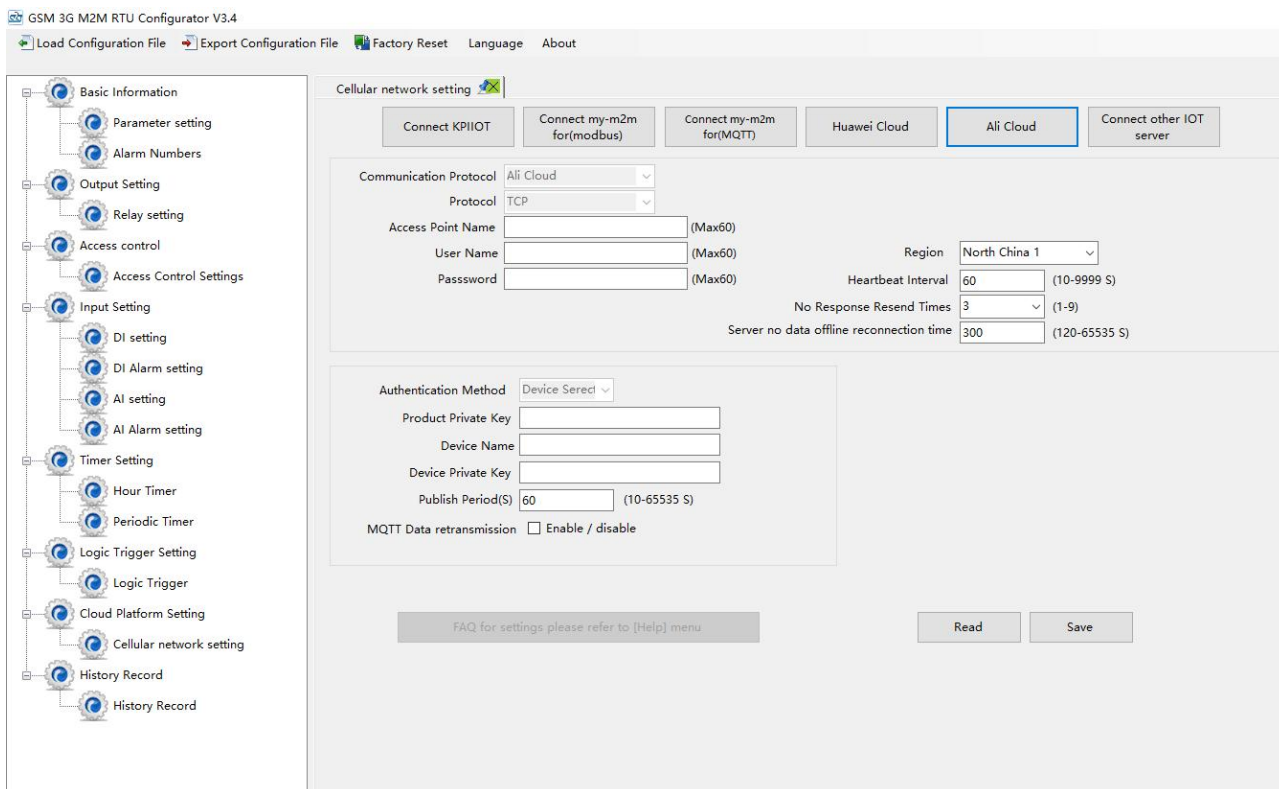 GSM 3G M2M RTU Configurator V3.4
Load Configuration File Export Configuration File Factory Reset Language About
Basic Information
Parameter setting
Alarm Numbers
Output Setting
Relay setting
Access control
Access Control Settings
Input Setting
DI setting
DI Alarm setting
AI setting
AI Alarm setting
Timer Setting
Hour Timer
Periodic Timer
Logic Trigger Setting
Logic Trigger
Cloud Platform Setting
Cellular network setting
History Record
History Record
Cellular network setting
Connect KPIIOT
Connect my-m2m
for(modbus)
Connect my-m2m
for(MQTT)
Huawei Cloud
Ali Cloud
Connect other IOT
server
Communication Protocol Ali Cloud
Protocol TCP
Access Point Name (Max60)
User Name (Max60)
Passsword (Max60)
Region North China 1
Heartbeat Interval 60 (10-9999 S)
No Response Resend Times 3 (1-9)
Server no data offline reconnection time 300 (120-65535 S)
Authentication Method Device Serect
Product Private Key
Device Name
Device Private Key
Publish Period(S) 60 (10-65535 S)
MQTT Data retransmission Enable / disable
FAQ for settings please refer to [Help] menu
Read
Save